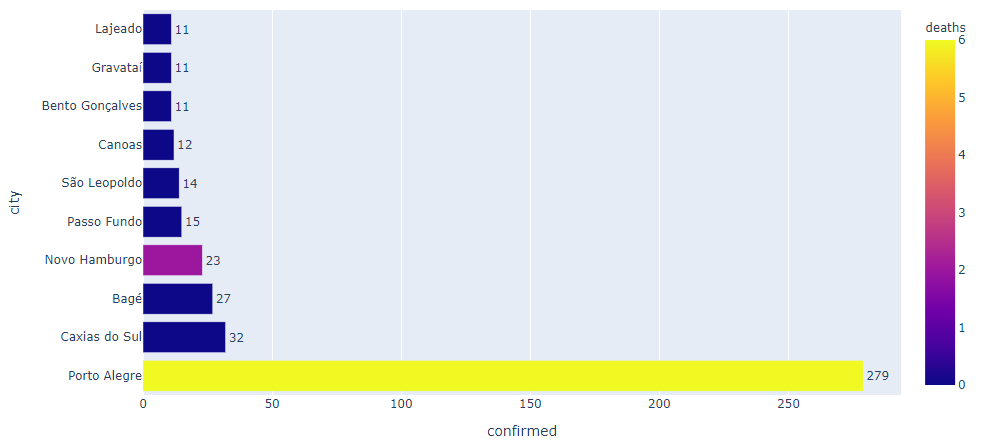 deaths
Lajeado 11
Gravataí 11
Bento Gonçalves 11
Canoas 12
São Leopoldo 14
Passo Fundo 15
Novo Hamburgo 23
Bagé 27
Caxias do Sul 32
Porto Alegre 279
city
0 50 100 150 200 250
confirmed
6
5
4
3
2
1
0